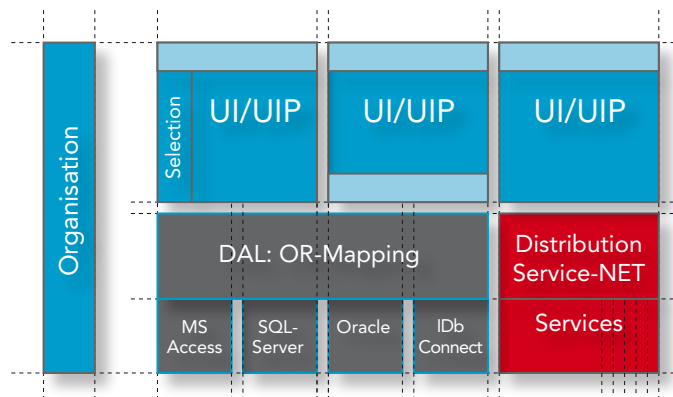 Organisation
Selection
UI/UIP
UI/UIP
UI/UIP
DAL: OR-Mapping
Distribution
Service-NET
MS
Access
SQL-
Server
Oracle
IDb
Connect
Services